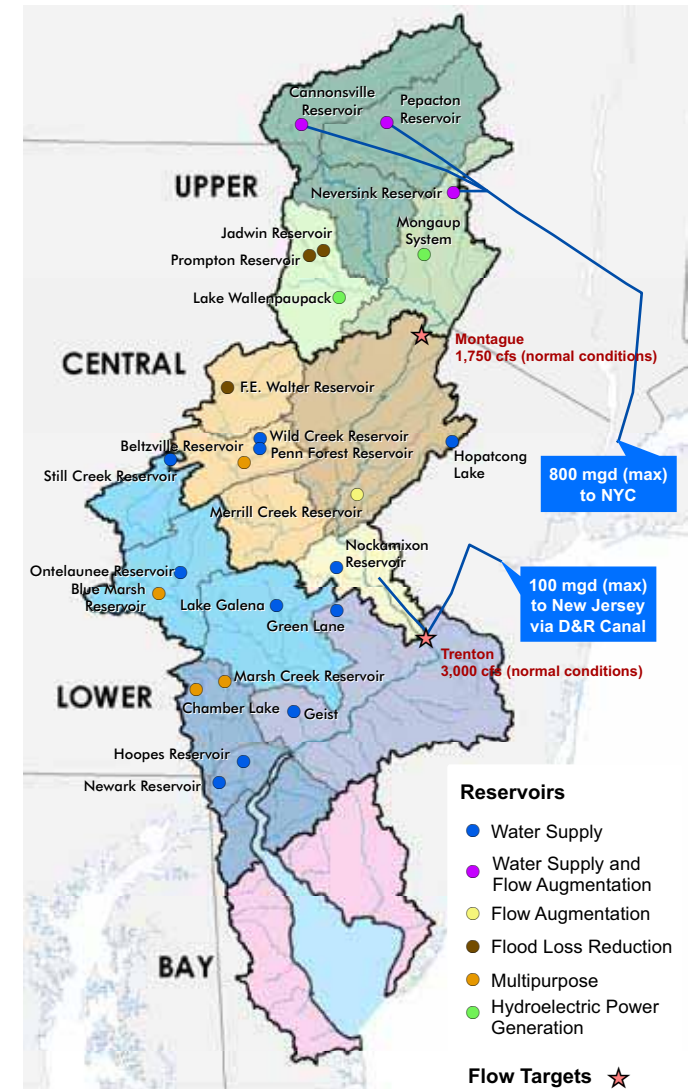 Cannonsville
Reservoir
Pepacton
Reservoir
UPPER
Neversink Reservoir
Jadwin Reservoir
Mongaup
System
Prompton Reservoir
Lake Wallenpaupack
Montague
1,750 cfs (normal conditions)
CENTRAL
F.E. Walter Reservoir
Wild Creek Reservoir
Beltzville Reservoir
Penn Forest Reservoir
Hopatcong
Lake
Still Creek Reservoir
800 mgd (max)
to NYC
Merrill Creek Reservoir
Nockamixon
Reservoir
Ontelaunee Reservoir
Blue Marsh
Reservoir
Lake Galena
Green Lane
100 mgd (max)
to New Jersey
via D&R Canal
Trenton
3,000 cfs (normal conditions)
Marsh Creek Reservoir
LOWER
Chamber Lake
Geist
Hoopes Reservoir
Newark Reservoir
BAY
Reservoirs
Water Supply
Water Supply and
Flow Augmentation
Flow Augmentation
Flood Loss Reduction
Multipurpose
Hydroelectric Power
Generation
Flow Targets